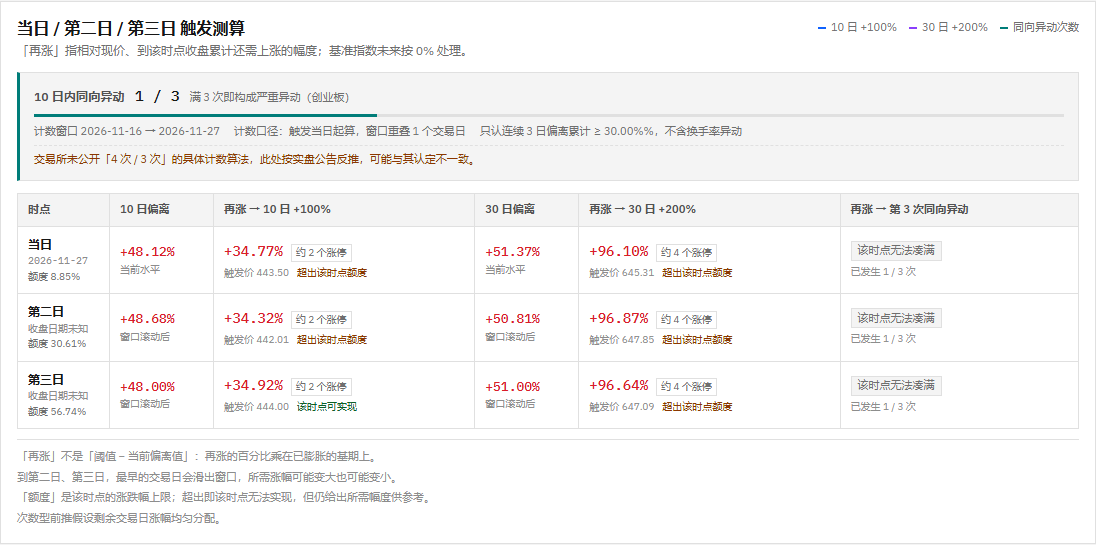 当日 / 第二日 / 第三日 触发测算
10 日 +100% 30 日 +200% 同向异动次数
「再涨」指相对现价、到该时点收盘累计还需上涨的幅度；基准指数未来按 0% 处理。
10 日内同向异动 1 / 3 满 3 次即构成严重异动（创业板）
计数窗口 2026-11-16 → 2026-11-27 计数口径：触发当日起算，窗口重叠 1 个交易日 只认连续 3 日偏离累计 ≥ 30.00%%，不含换手率异动
交易所未公开「4 次 / 3 次」的具体计数算法，此处按实盘公告反推，可能与其认定不一致。
时点 10 日偏离 再涨 → 10 日 +100% 30 日偏离 再涨 → 30 日 +200% 再涨 → 第 3 次同向异动
当日
2026-11-27
额度 8.85%
+48.12%
当前水平
+34.77% 约 2 个涨停
触发价 443.50 超出该时点额度
+51.37%
当前水平
+96.10% 约 4 个涨停
触发价 645.31 超出该时点额度
该时点无法凑满
已发生 1 / 3 次
第二日
收盘日期未知
额度 30.61%
+48.68%
窗口滚动后
+34.32% 约 2 个涨停
触发价 442.01 超出该时点额度
+50.81%
窗口滚动后
+96.87% 约 4 个涨停
触发价 647.85 超出该时点额度
该时点无法凑满
已发生 1 / 3 次
第三日
收盘日期未知
额度 56.74%
+48.00%
窗口滚动后
+34.92% 约 2 个涨停
触发价 444.00 该时点可实现
+51.00%
窗口滚动后
+96.64% 约 4 个涨停
触发价 647.09 超出该时点额度
该时点无法凑满
已发生 1 / 3 次
「再涨」不是「阈值 − 当前偏离值」：再涨的百分比乘在已膨胀的基期上。
到第二日、第三日，最早的交易日会滑出窗口，所需涨幅可能变大也可能变小。
「额度」是该时点的涨跌幅上限；超出即该时点无法实现，但仍给出所需幅度供参考。
次数型前推假设剩余交易日涨幅均匀分配。